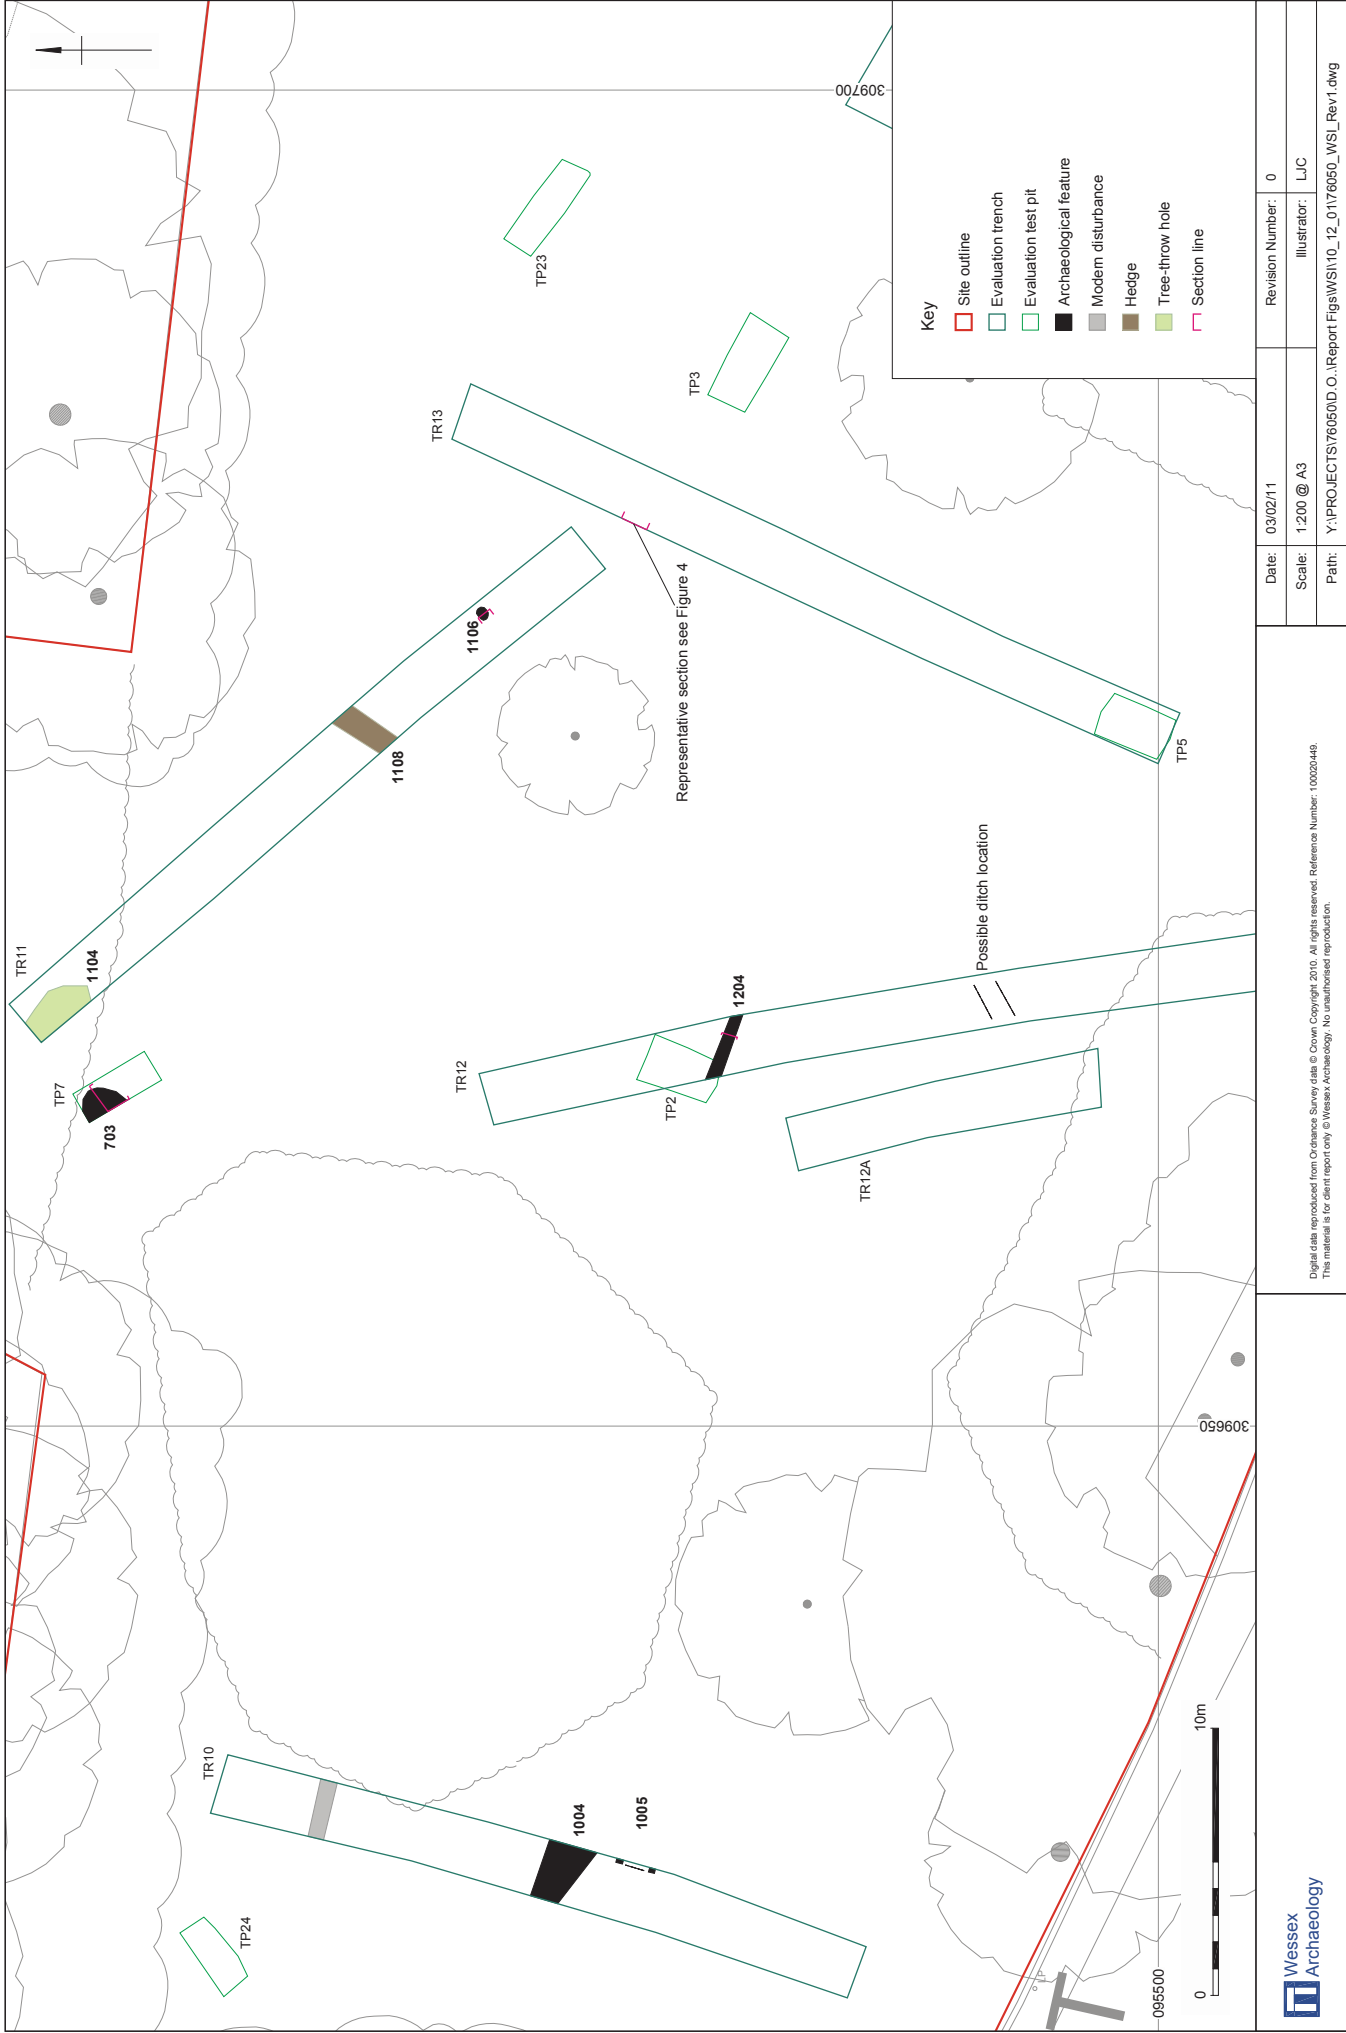 TR11
1104
TP7
703
1108
1106
TR13
TP23
TP3
Representative section see Figure 4
TR12
TP2
1204
TR12A
Possible ditch location
TP5
TR10
TP24
1004
1005
309700
309650
095500
0
10m
Key
Site outline
Evaluation trench
Evaluation test pit
Archaeological feature
Modern disturbance
Hedge
Tree-throw hole
Section line
Wessex
Archaeology
Digital data reproduced from Ordnance Survey data © Crown Copyright 2010. All rights reserved. Reference Number: 100020449.
This material is for client report only © Wessex Archaeology. No unauthorised reproduction.
Date: 03/02/11 Revision Number: 0
Scale: 1:200 @ A3 Illustrator: LJC
Path: Y:\PROJECTS\76050\D.O..\Report Figs\WSI\10_12_01\76050_WSI_Rev1.dwg